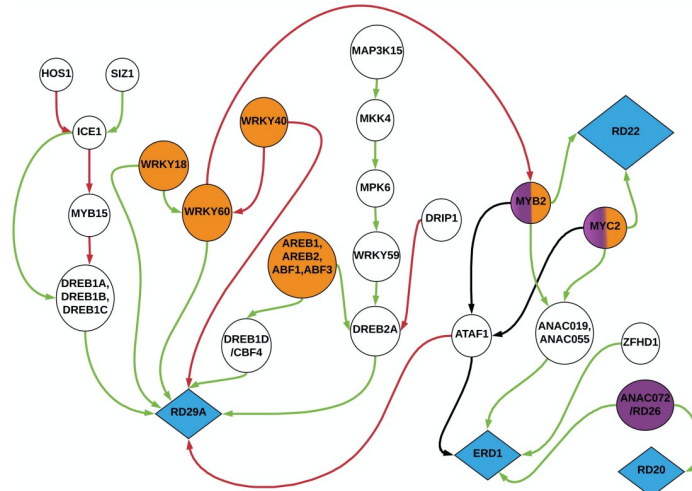 MAP3K15
HOS1
SIZ1
MKK4
WRKY40
ICE1
RD22
WRKY18
MPK6
WRKY60
MYB2
MYB15
DRIP1
MYC2
AREB1,
AREB2,
ABF1,ABF3
WRKY59
DREB1A,
DREB1B,
DREB1C
DREB1D
/CBF4
DREB2A
ATAF1
ANAC019,
ANAC055
ZFHD1
RD29A
ANAC072
/RD26
ERD1
RD20